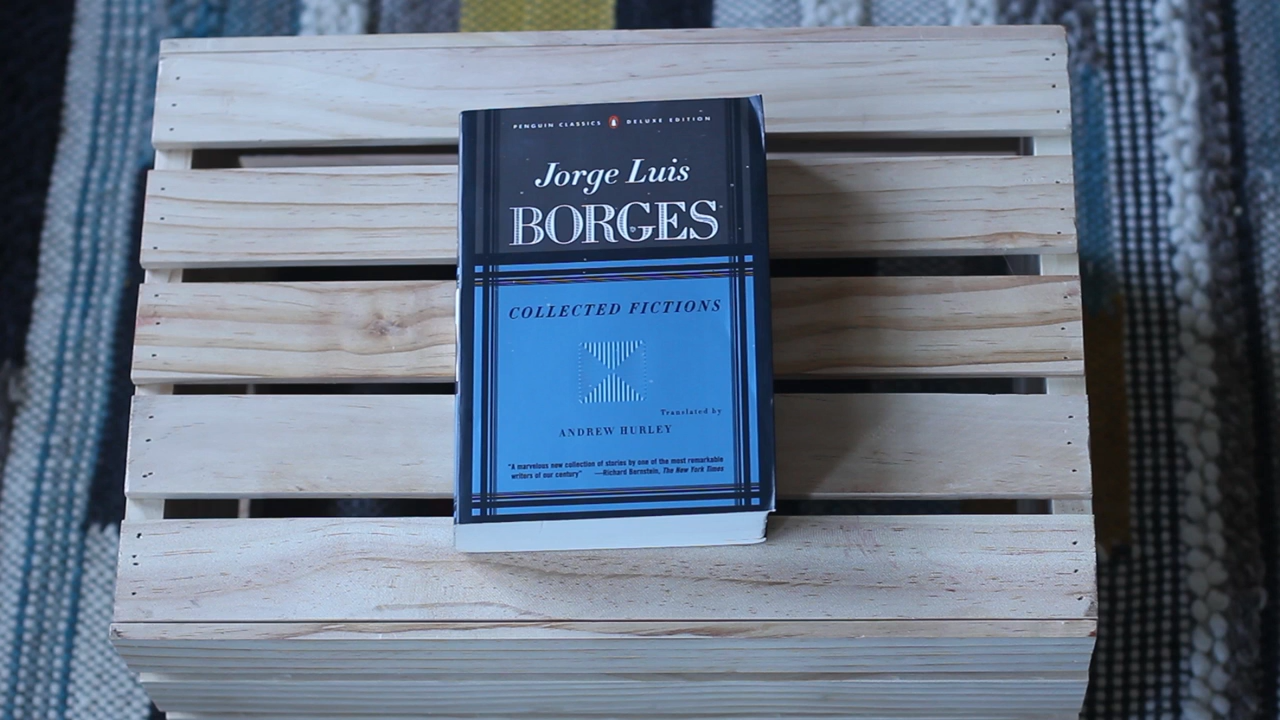 PENGUIN CLASSICS DELUXE EDITION
Jorge Luis
BORGES
COLLECTED FICTIONS
Translated by
ANDREW HURLEY
"A marvelous new collection of stories by one of the most remarkable
writers of our century" —Richard Bernstein, The New York Times